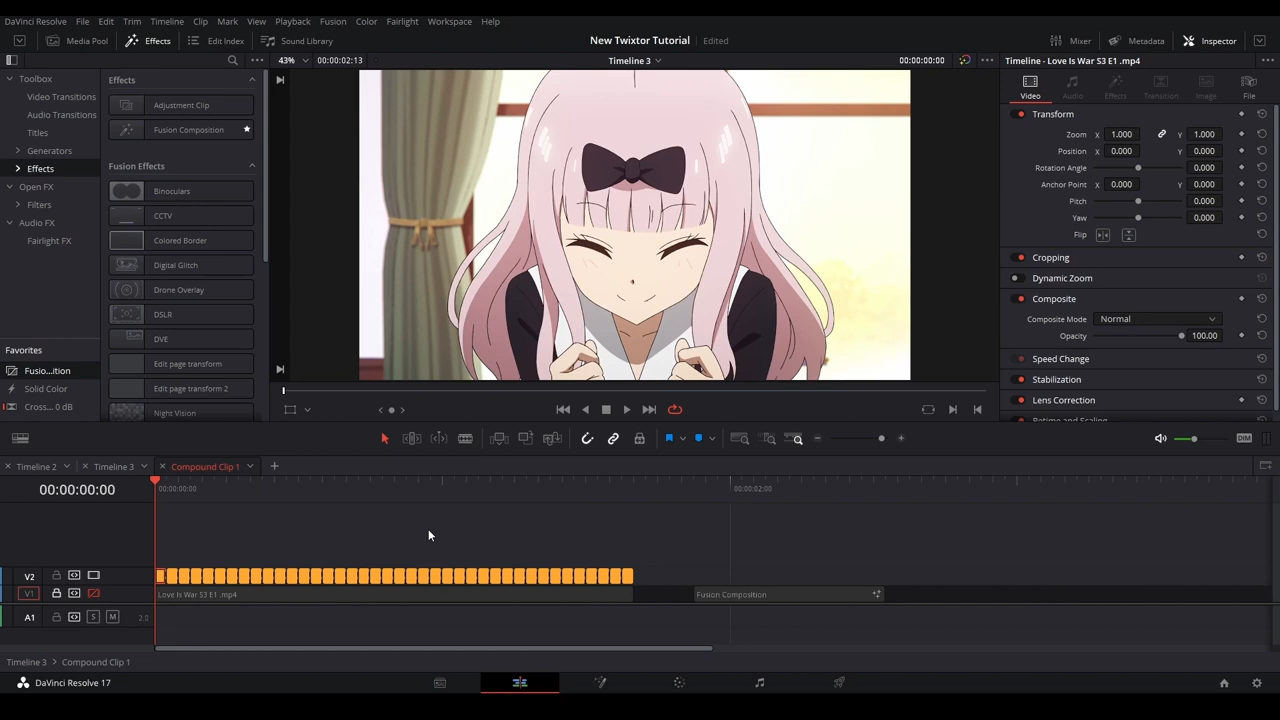 DaVinci Resolve File Edit Trim Timeline Clip Mark View Playback Fusion Color Fairlight Workspace Help
Media Pool Effects Edit Index Sound Library New Twixtor Tutorial Edited Mixer Metadata Inspector
43% 00:00:02:13 Timeline 3 00:00:00:00 Timeline - Love Is War S3 E1 .mp4
Toolbox
Video Transitions
Audio Transitions
Titles
Generators
Effects
Open FX
Filters
Audio FX
Fairlight FX
Favorites
Fusio...ition
Solid Color
Cross... 0 dB
Effects
Adjustment Clip
Fusion Composition
Fusion Effects
Binoculars
CCTV
Colored Border
Digital Glitch
Drone Overlay
DSLR
DVE
Edit page transform
Edit page transform 2
Night Vision
Video Audio Effects Transition Image File
Transform
Zoom X 1.000 Y 1.000
Position X 0.000 Y 0.000
Rotation Angle 0.000
Anchor Point X 0.000 Y 0.000
Pitch 0.000
Yaw 0.000
Flip
Cropping
Dynamic Zoom
Composite
Composite Mode Normal
Opacity 100.00
Speed Change
Stabilization
Lens Correction
Retime and Scaling
DIM
Timeline 2 Timeline 3 Compound Clip 1
00:00:00:00 00:00:00:00 00:00:02:00
V2
V1 Love Is War S3 E1 .mp4 Fusion Composition
A1 S M 2.0
Timeline 3 > Compound Clip 1
DaVinci Resolve 17